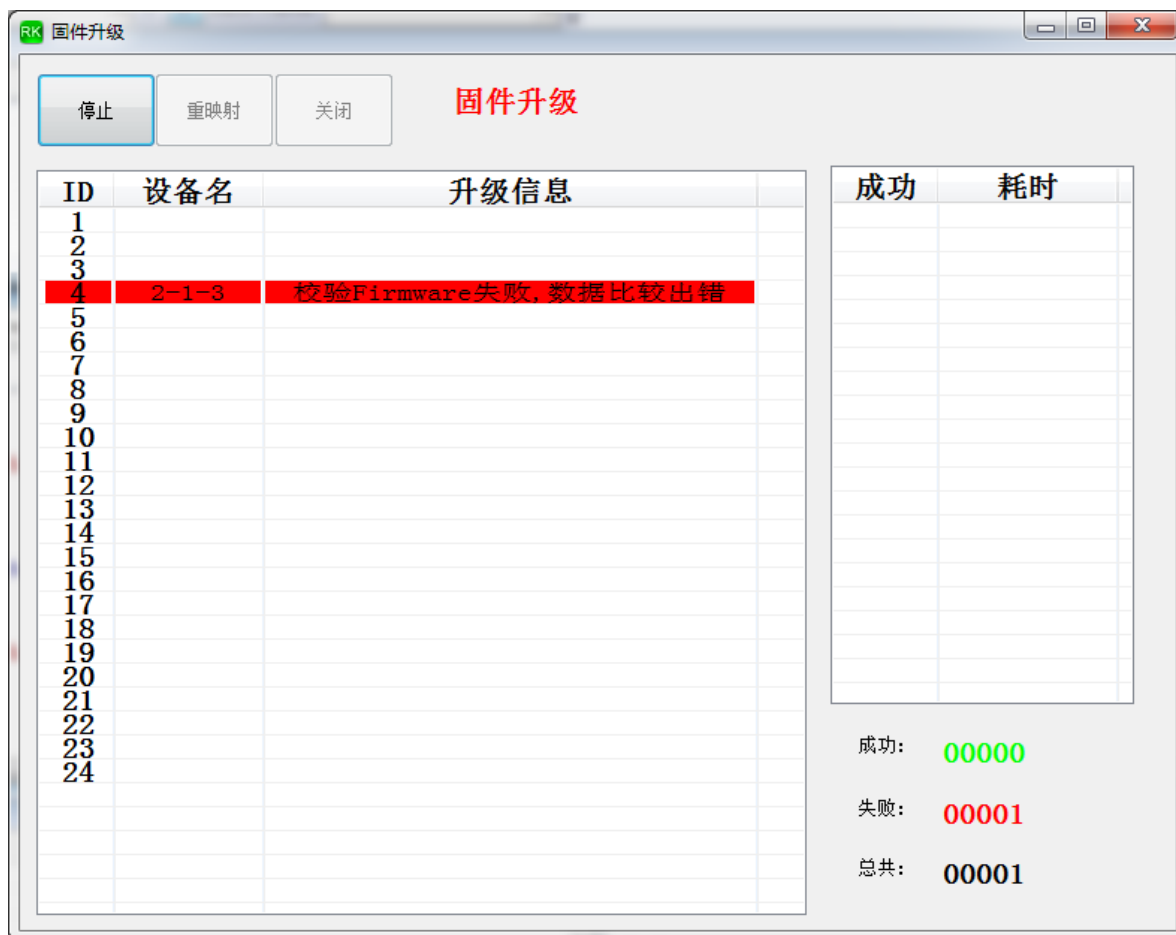 RK 固件升级
停止 重映射 关闭 固件升级
ID 设备名 升级信息
1
2
3
4 2-1-3 校验Firmware失败,数据比较出错
5
6
7
8
9
10
11
12
13
14
15
16
17
18
19
20
21
22
23
24
成功 耗时
成功: 00000
失败: 00001
总共: 00001